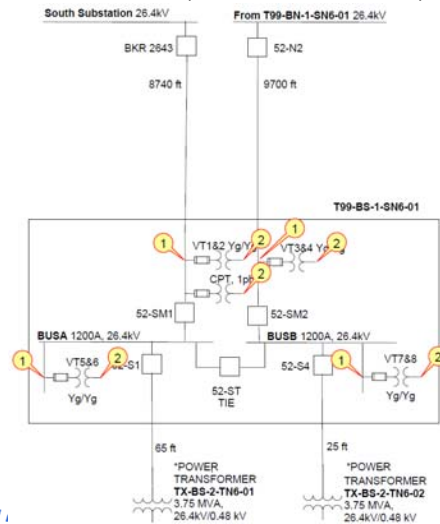 South Substation 26.4kV
From T99-BN-1-SN6-01 26.4kV
BKR 2643
52-N2
8740 ft
9700 ft
T99-BS-1-SN6-01
1
VT1&2 Yg/Yg
2
1
VT3&4
2
CPT, 1ph
2
52-SM1
52-SM2
BUSA 1200A, 26.4kV
BUSB 1200A, 26.4kV
1
VT5&6
2
52-S1
52-ST
TIE
52-S4
1
VT7&8
2
Yg/Yg
Yg/Yg
65 ft
25 ft
*POWER
TRANSFORMER
TX-BS-2-TN6-01
3.75 MVA,
26.4kV/0.48 kV
*POWER
TRANSFORMER
TX-BS-2-TN6-02
3.75 MVA,
26.4kV/0.48 kV